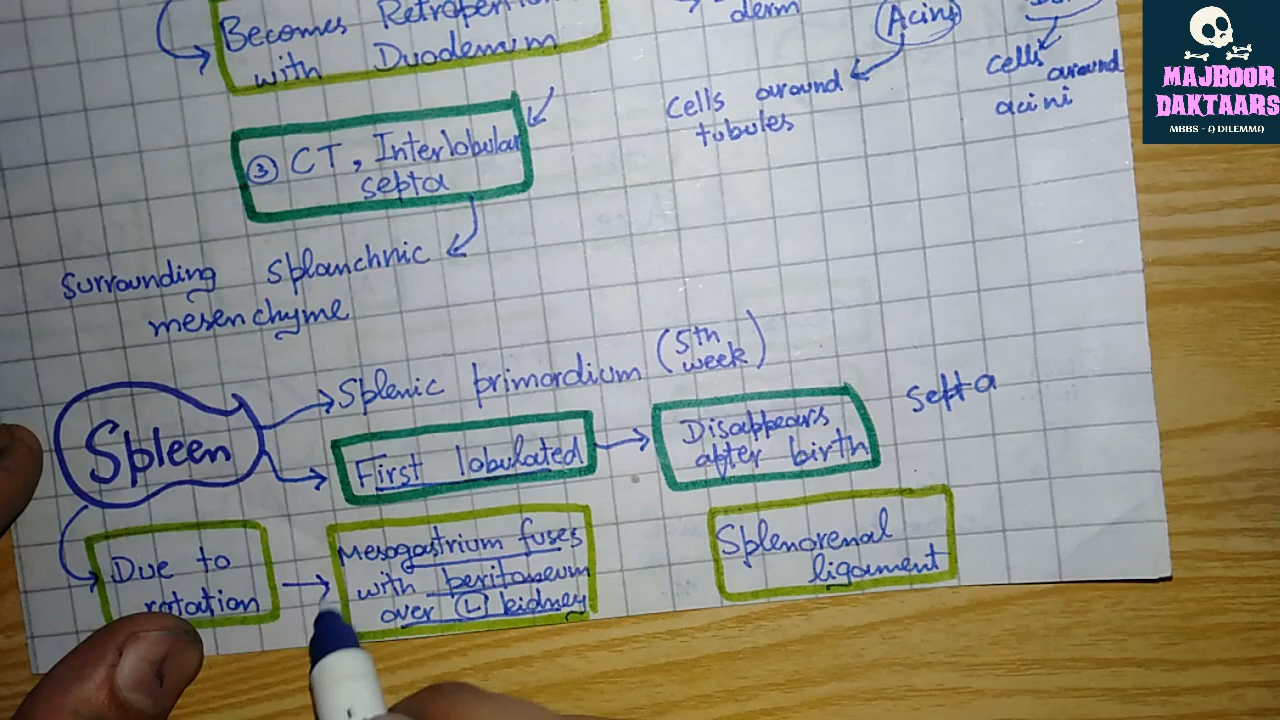 Becomes
with Duodenum
derm
Acini
cells around
tubules
cells around
acini
③ CT, Interlobular
septa
surrounding splanchnic
mesenchyme
Spleen
Splenic primordium (5th
week)
First lobulated
Disappears
after birth
septa
Due to
rotation
Mesogastrium fuses
with peritoneum
over Ⓛ kidney
Splenorenal
ligament
MAJBOOR
DAKTAARS
MBBS - A DILEMMA